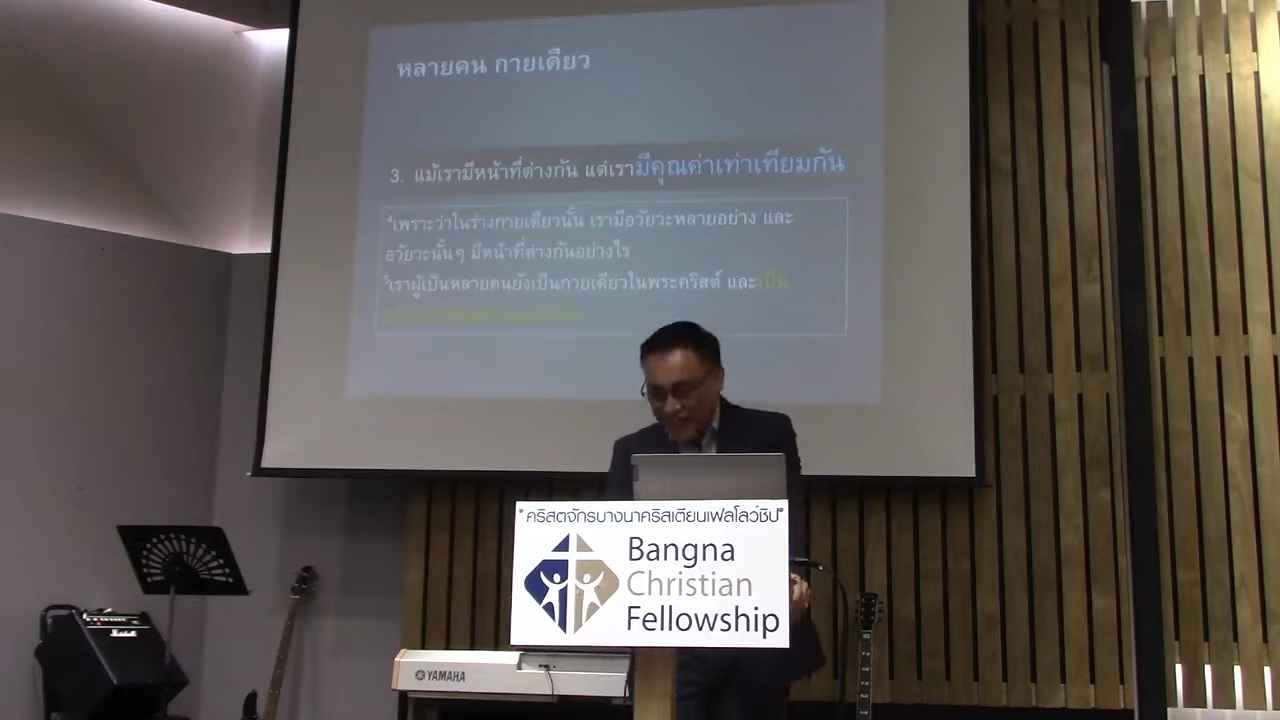 หลายคน กายเดียว
3. แม้เรามีหน้าที่ต่างกัน แต่เรามีคุณค่าเท่าเทียมกัน
⁴เพราะว่าในร่างกายเดียวนั้น เรามีอวัยวะหลายอย่าง และ
อวัยวะนั้นๆ มีหน้าที่ต่างกันอย่างไร
⁵เราผู้เป็นหลายคนยังเป็นกายเดียวในพระคริสต์ และเป็น
"คริสตจักรบางนาคริสเตียนเฟลโลว์ชิป"
Bangna
Christian
Fellowship
Marshall
YAMAHA